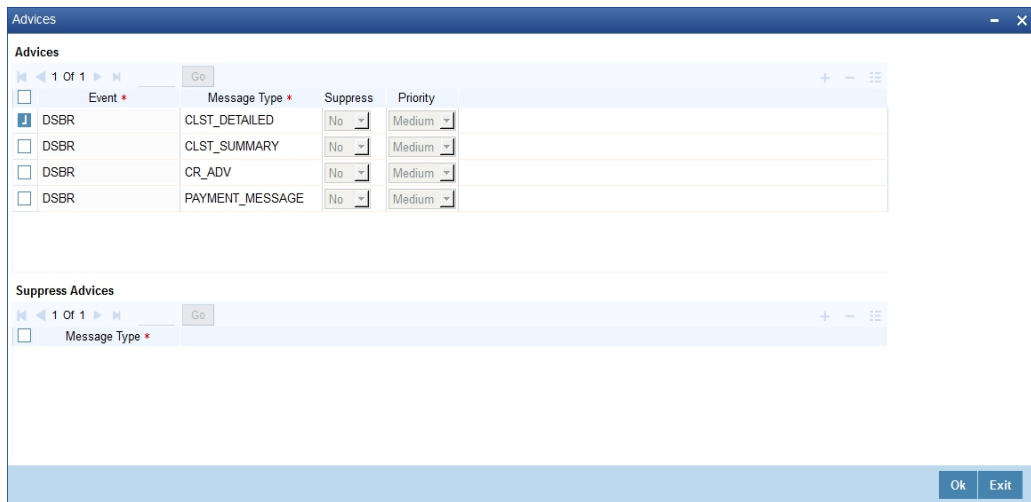 Advices
Advices
1 Of 1 Go
Event * Message Type * Suppress Priority
DSBR CLST_DETAILED No Medium
DSBR CLST_SUMMARY No Medium
DSBR CR_ADV No Medium
DSBR PAYMENT_MESSAGE No Medium
Suppress Advices
1 Of 1 Go
Message Type *
Ok Exit